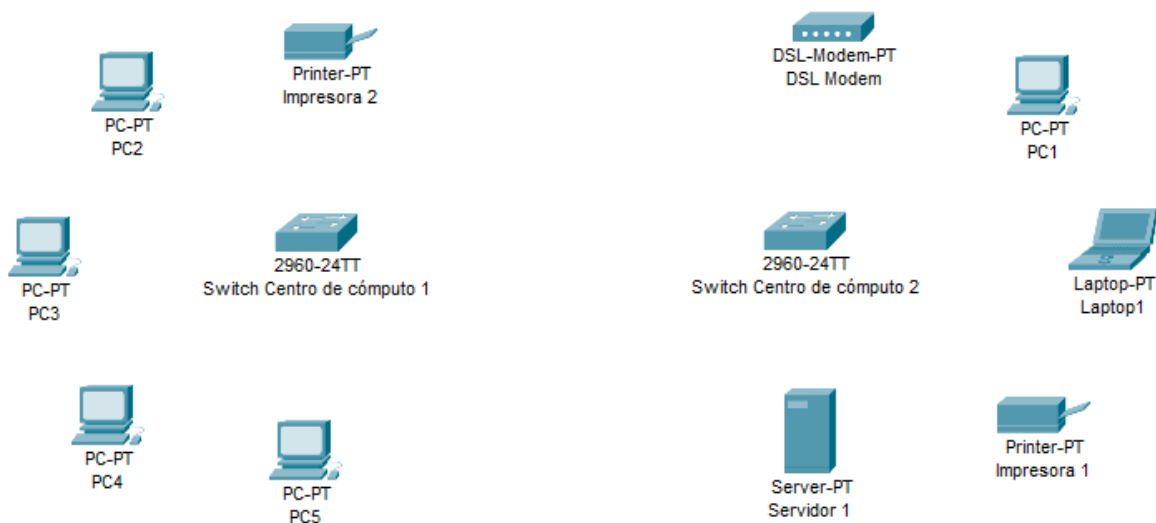 Printer-PT
Impresora 2
DSL-Modem-PT
DSL Modem
PC-PT
PC2
PC-PT
PC1
2960-24TT
Switch Centro de cómputo 1
2960-24TT
Switch Centro de cómputo 2
PC-PT
PC3
Laptop-PT
Laptop1
PC-PT
PC4
PC-PT
PC5
Server-PT
Servidor 1
Printer-PT
Impresora 1